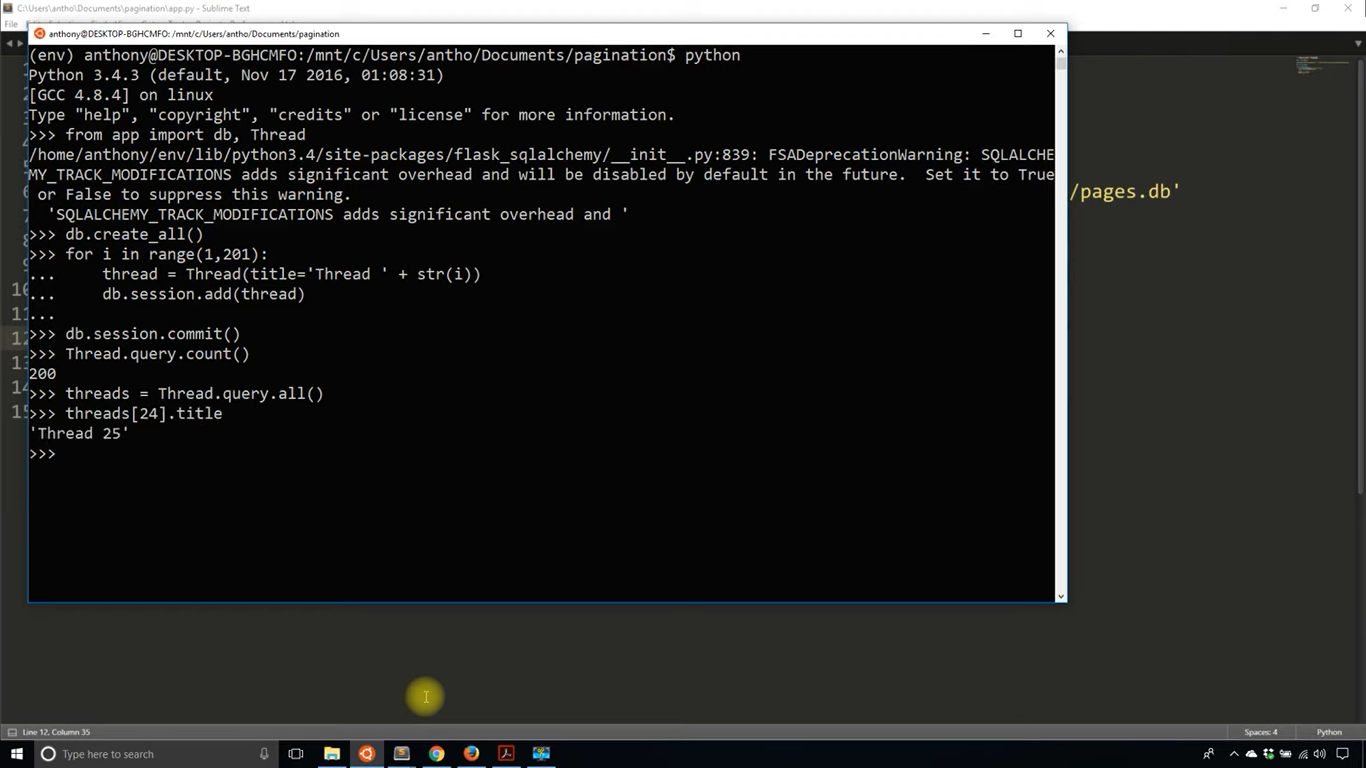 C:\Users\antho\Documents\pagination\app.py - Sublime Text
File
anthony@DESKTOP-BGHCMFO: /mnt/c/Users/antho/Documents/pagination
(env) anthony@DESKTOP-BGHCMFO:/mnt/c/Users/antho/Documents/pagination$ python
Python 3.4.3 (default, Nov 17 2016, 01:08:31)
[GCC 4.8.4] on linux
Type "help", "copyright", "credits" or "license" for more information.
>>> from app import db, Thread
/home/anthony/env/lib/python3.4/site-packages/flask_sqlalchemy/__init__.py:839: FSADeprecationWarning: SQLALCHE
MY_TRACK_MODIFICATIONS adds significant overhead and will be disabled by default in the future.  Set it to True
 or False to suppress this warning.
  'SQLALCHEMY_TRACK_MODIFICATIONS adds significant overhead and '
>>> db.create_all()
>>> for i in range(1,201):
...     thread = Thread(title='Thread ' + str(i))
...     db.session.add(thread)
...
>>> db.session.commit()
>>> Thread.query.count()
200
>>> threads = Thread.query.all()
>>> threads[24].title
'Thread 25'
>>>
/pages.db'
10
11
12
13
14
15
Line 12, Column 35
Spaces: 4
Python
Type here to search